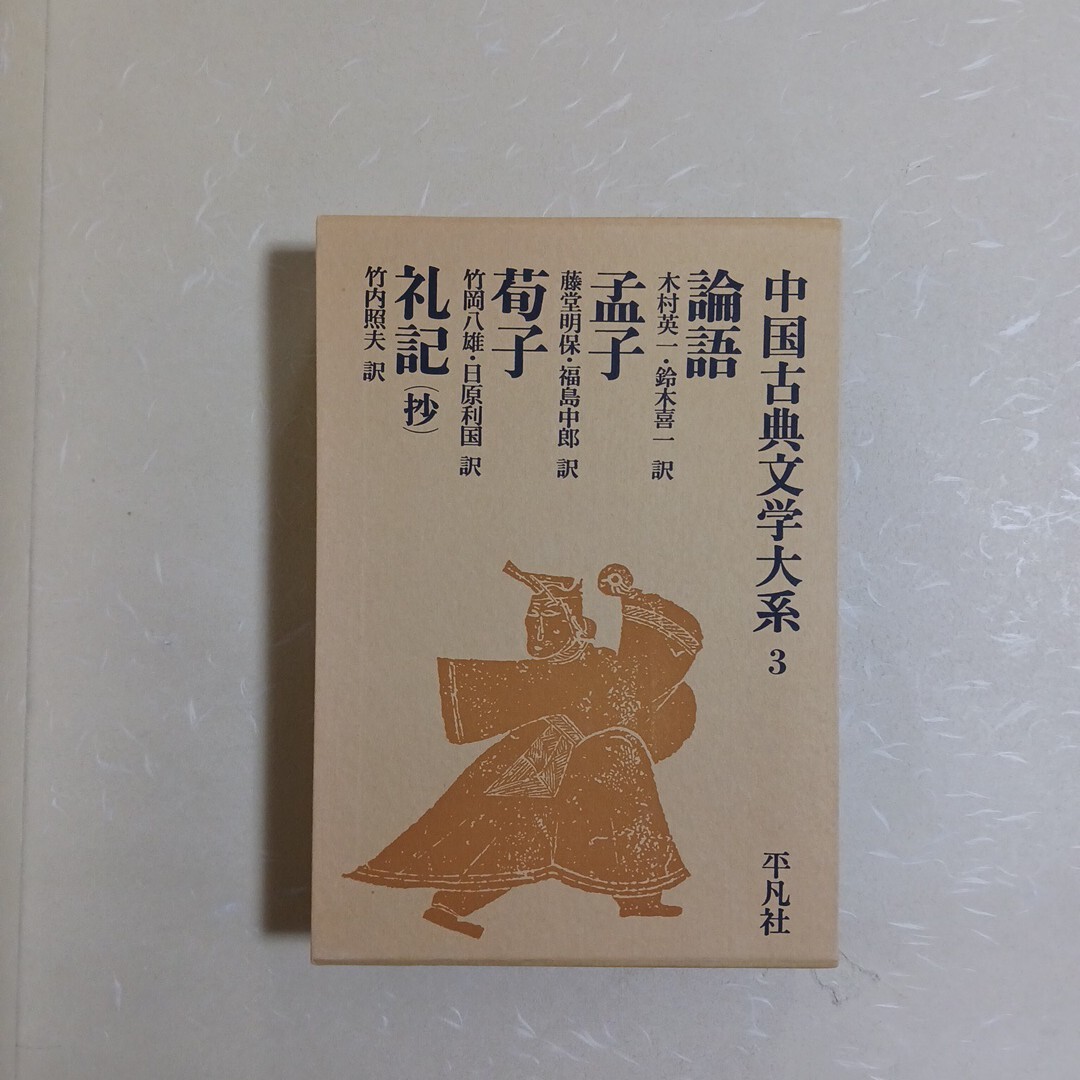 中国古典文学大系 3
論語
木村英一・鈴木喜一 訳
孟子
藤堂明保・福島中郎 訳
荀子
竹岡八雄・日原利国 訳
礼記(抄)
竹内照夫 訳
平凡社